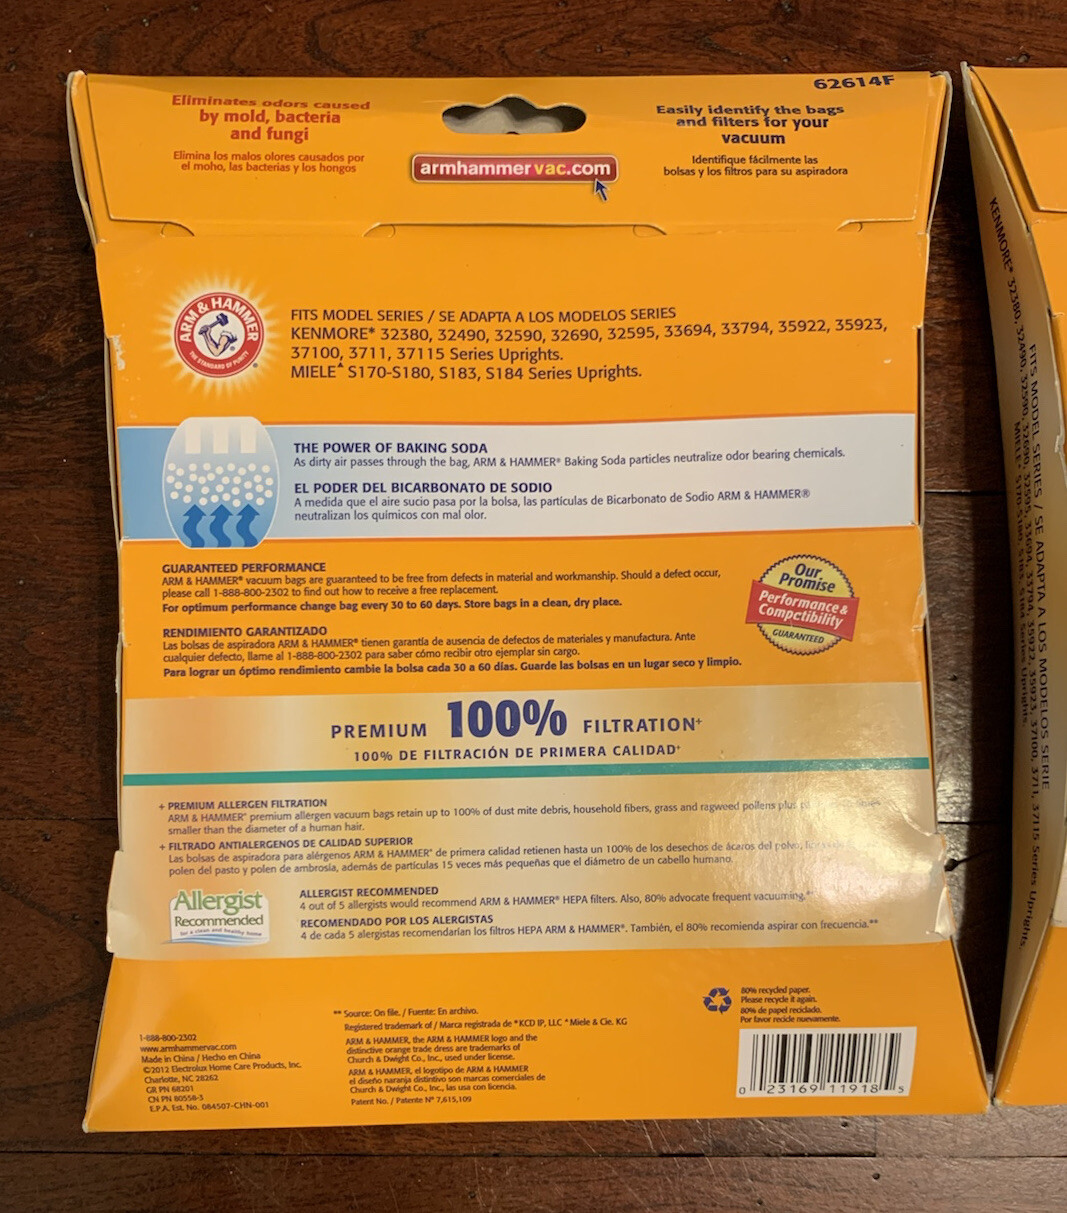 62614F
Eliminates odors caused
by mold, bacteria
and fungi
Elimina los malos olores causados por
el moho, las bacterias y los hongos
armhammervac.com
Easily identify the bags
and filters for your
vacuum
Identifique fácilmente las
bolsas y los filtros para su aspiradora
ARM & HAMMER
THE STANDARD OF PURITY
FITS MODEL SERIES / SE ADAPTA A LOS MODELOS SERIES
KENMORE® 32380, 32490, 32590, 32690, 32595, 33694, 33794, 35922, 35923,
37100, 3711, 37115 Series Uprights.
MIELE▲ S170-S180, S183, S184 Series Uprights.
THE POWER OF BAKING SODA
As dirty air passes through the bag, ARM & HAMMER® Baking Soda particles neutralize odor bearing chemicals.
EL PODER DEL BICARBONATO DE SODIO
A medida que el aire sucio pasa por la bolsa, las partículas de Bicarbonato de Sodio ARM & HAMMER®
neutralizan los químicos con mal olor.
GUARANTEED PERFORMANCE
ARM & HAMMER® vacuum bags are guaranteed to be free from defects in material and workmanship. Should a defect occur,
please call 1-888-800-2302 to find out how to receive a free replacement.
For optimum performance change bag every 30 to 60 days. Store bags in a clean, dry place.
RENDIMIENTO GARANTIZADO
Las bolsas de aspiradora ARM & HAMMER® tienen garantía de ausencia de defectos de materiales y manufactura. Ante
cualquier defecto, llame al 1-888-800-2302 para saber cómo recibir otro ejemplar sin cargo.
Para lograr un óptimo rendimiento cambie la bolsa cada 30 a 60 días. Guarde las bolsas en un lugar seco y limpio.
Our
Promise
Performance &
Compctibility
GUARANTEED
PREMIUM 100% FILTRATION+
100% DE FILTRACIÓN DE PRIMERA CALIDAD+
+ PREMIUM ALLERGEN FILTRATION
ARM & HAMMER® premium allergen vacuum bags retain up to 100% of dust mite debris, household fibers, grass and ragweed pollens plus
smaller than the diameter of a human hair.
+ FILTRADO ANTIALERGENOS DE CALIDAD SUPERIOR
Las bolsas de aspiradora para alérgenos ARM & HAMMER® de primera calidad retienen hasta un 100% de los desechos de ácaros del polvo,
polen del pasto y polen de ambrosía, además de partículas 15 veces más pequeñas que el diámetro de un cabello humano.
Allergist
Recommended
for a clean and healthy home
ALLERGIST RECOMMENDED
4 out of 5 allergists would recommend ARM & HAMMER® HEPA filters. Also, 80% advocate frequent vacuuming.**
RECOMENDADO POR LOS ALERGISTAS
4 de cada 5 alergistas recomendarían los filtros HEPA ARM & HAMMER®. También, el 80% recomienda aspirar con frecuencia.**
1-888-800-2302
www.armhammervac.com
Made in China / Hecho en China
©2012 Electrolux Home Care Products, Inc.
Charlotte, NC 28262
GR PN 68201
CN PN 80558-3
E.P.A. Est. No. 084507-CHN-001
** Source: On file. / Fuente: En archivo.
Registered trademark of / Marca registrada de *KCD IP, LLC ▲Miele & Cie. KG
ARM & HAMMER, the ARM & HAMMER logo and the
distinctive orange trade dress are trademarks of
Church & Dwight Co., Inc., used under license.
ARM & HAMMER, el logotipo de ARM & HAMMER
el diseño naranja distintivo son marcas comerciales de
Church & Dwight Co., Inc., las usa con licencia.
Patent No. / Patente N° 7,615,109
80% recycled paper.
Please recycle it again.
80% de papel reciclado.
Por favor recicle nuevamente.
0 23169 11918 5
FITS MODEL SERIES / SE ADAPTA A LOS MODELOS SERIE
KENMORE® 32380, 32490, 32590, 32690, 32595, 33694, 33794, 35922, 35923, 37100, 3711, 37115 Series Uprights.
MIELE▲ S170-S180, S183, S184 Series Uprights.